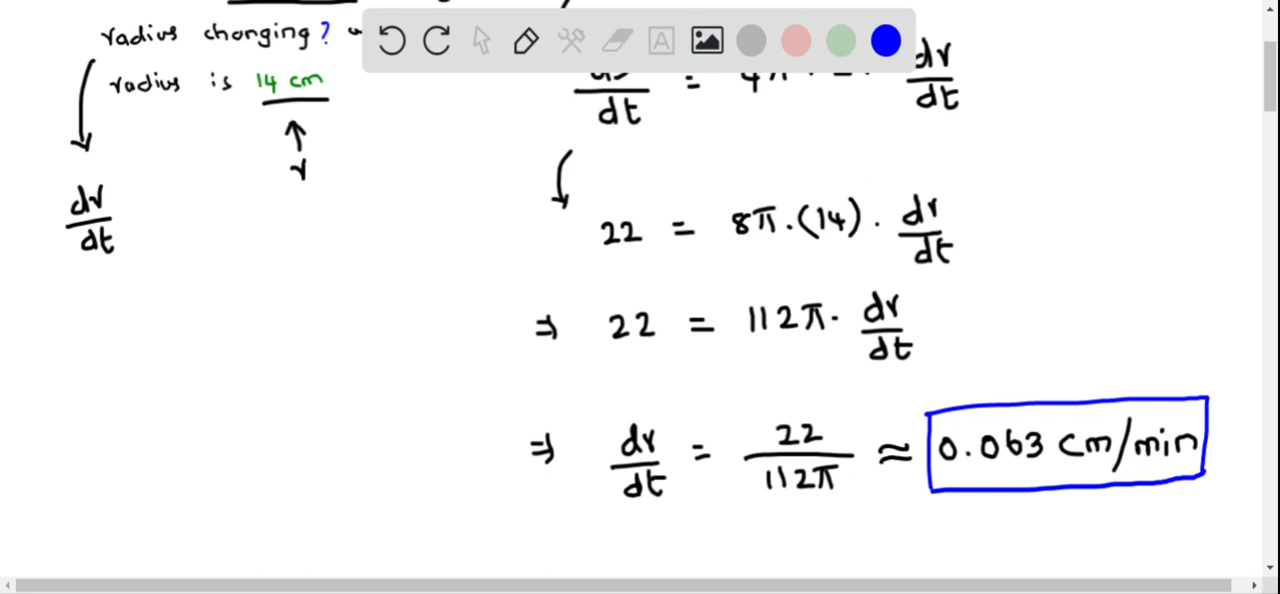 radius changing?
radius is 14 cm
r
dr/dt
dt = 4π · dr/dt
22 = 8π.(14) . dr/dt
⇒ 22 = 112π. dr/dt
⇒ dr/dt = 22/112π ≈ 0.063 cm/min